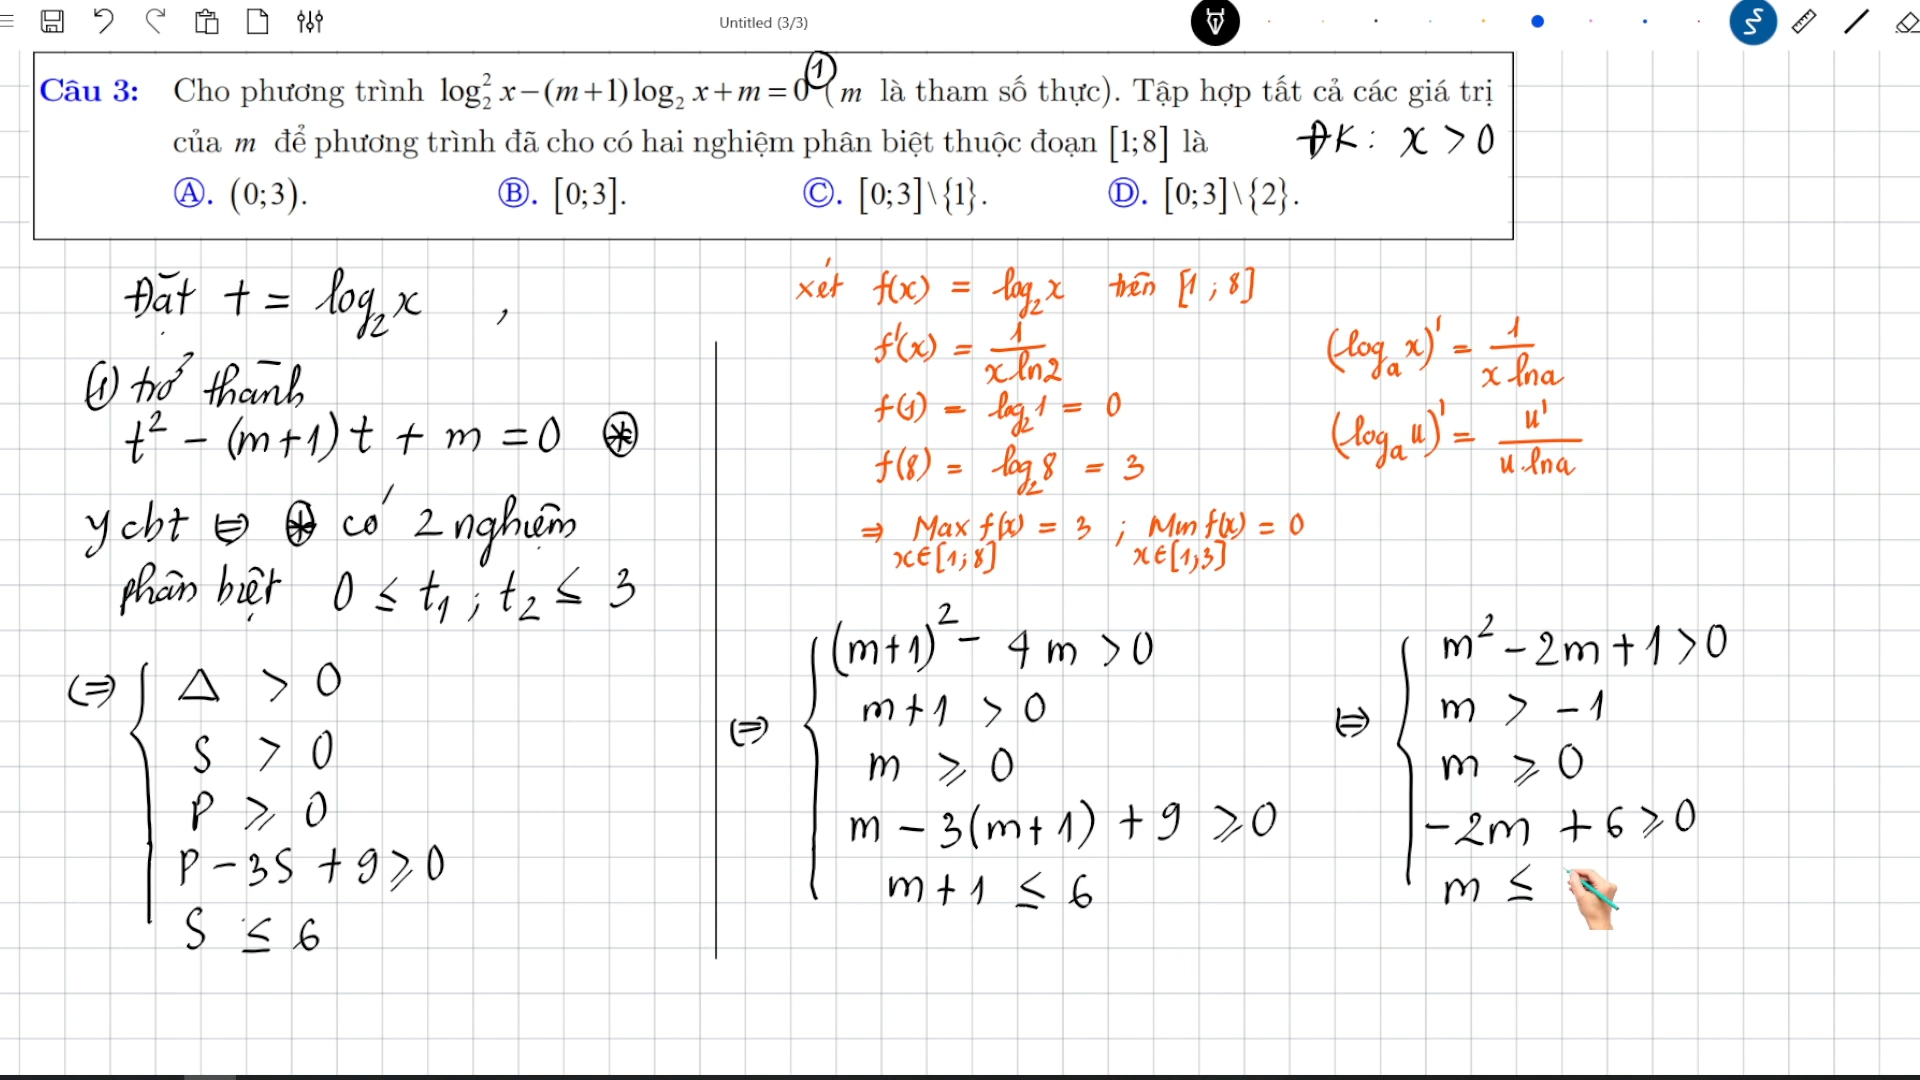 Untitled (3/3)
Câu 3: Cho phương trình log₂² x−(m+1)log₂ x+m=0 (m là tham số thực). Tập hợp tất cả các giá trị
①
của m để phương trình đã cho có hai nghiệm phân biệt thuộc đoạn [1;8] là
ĐK: x > 0
A. (0;3). B. [0;3]. C. [0;3]\{1}. D. [0;3]\{2}.
Đặt t = log₂x ,
(1) trở thành
t² − (m+1)t + m = 0 ⊛
ycbt ⇔ ⊛ có 2 nghiệm
phân biệt 0 ≤ t₁ ; t₂ ≤ 3
⇔ { Δ > 0
S > 0
P ⩾ 0
P − 3S + 9 ⩾ 0
S ≤ 6
xét f(x) = log₂x trên [1 ; 8]
f'(x) = 1/(x ln2)
f(1) = log₂1 = 0
f(8) = log₂8 = 3
⇒ Max f(x) = 3 ; Min f(x) = 0
x∈[1;8] x∈[1;3]
(logₐ x)' = 1/(x lna)
(logₐ u)' = u'/(u.lna)
⇔ { (m+1)² − 4m > 0
m+1 > 0
m ⩾ 0
m − 3(m+1) + 9 ⩾ 0
m+1 ≤ 6
⇔ { m² − 2m + 1 > 0
m > −1
m ⩾ 0
−2m + 6 ⩾ 0
m ≤